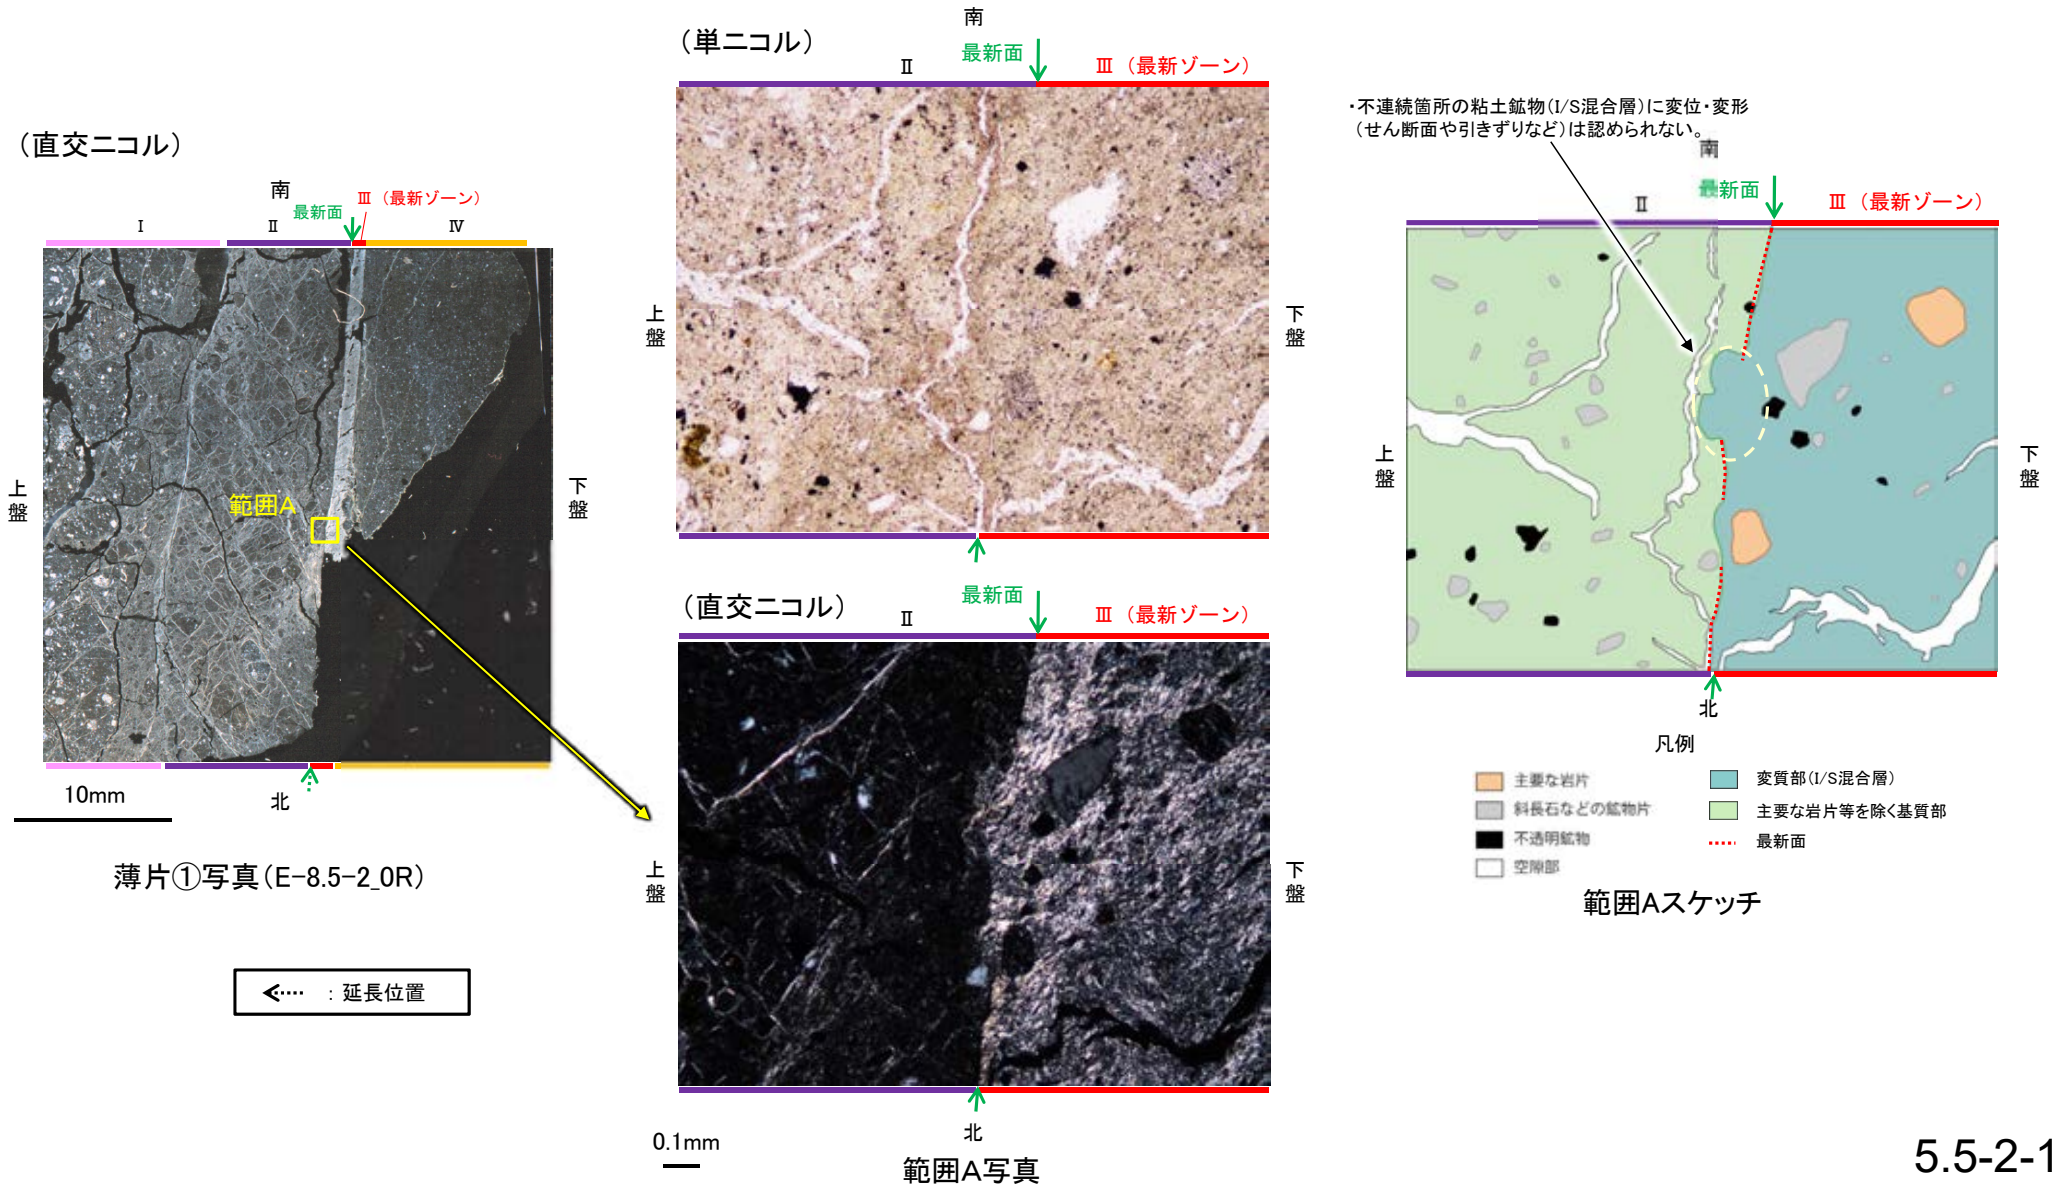 (直交ニコル)
南
最新面
Ⅲ（最新ゾーン）
Ⅰ
Ⅱ
Ⅳ
上盤
下盤
範囲A
北
10mm
薄片①写真(E-8.5-2_0R)
：延長位置
(単ニコル)
南
最新面
Ⅱ
Ⅲ（最新ゾーン）
上盤
下盤
(直交ニコル)
最新面
Ⅱ
Ⅲ（最新ゾーン）
上盤
下盤
北
0.1mm
範囲A写真
・不連続箇所の粘土鉱物(I/S混合層)に変位・変形
(せん断面や引きずりなど)は認められない。
南
最新面
Ⅱ
Ⅲ（最新ゾーン）
上盤
下盤
北
凡例
主要な岩片
斜長石などの鉱物片
不透明鉱物
空隙部
変質部(I/S混合層)
主要な岩片等を除く基質部
最新面
範囲Aスケッチ
5.5-2-1